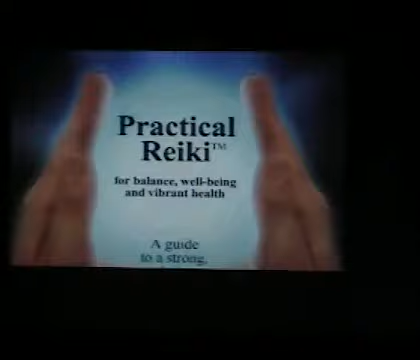 Practical
Reiki™
for balance, well-being
and vibrant health
A guide
to a strong,